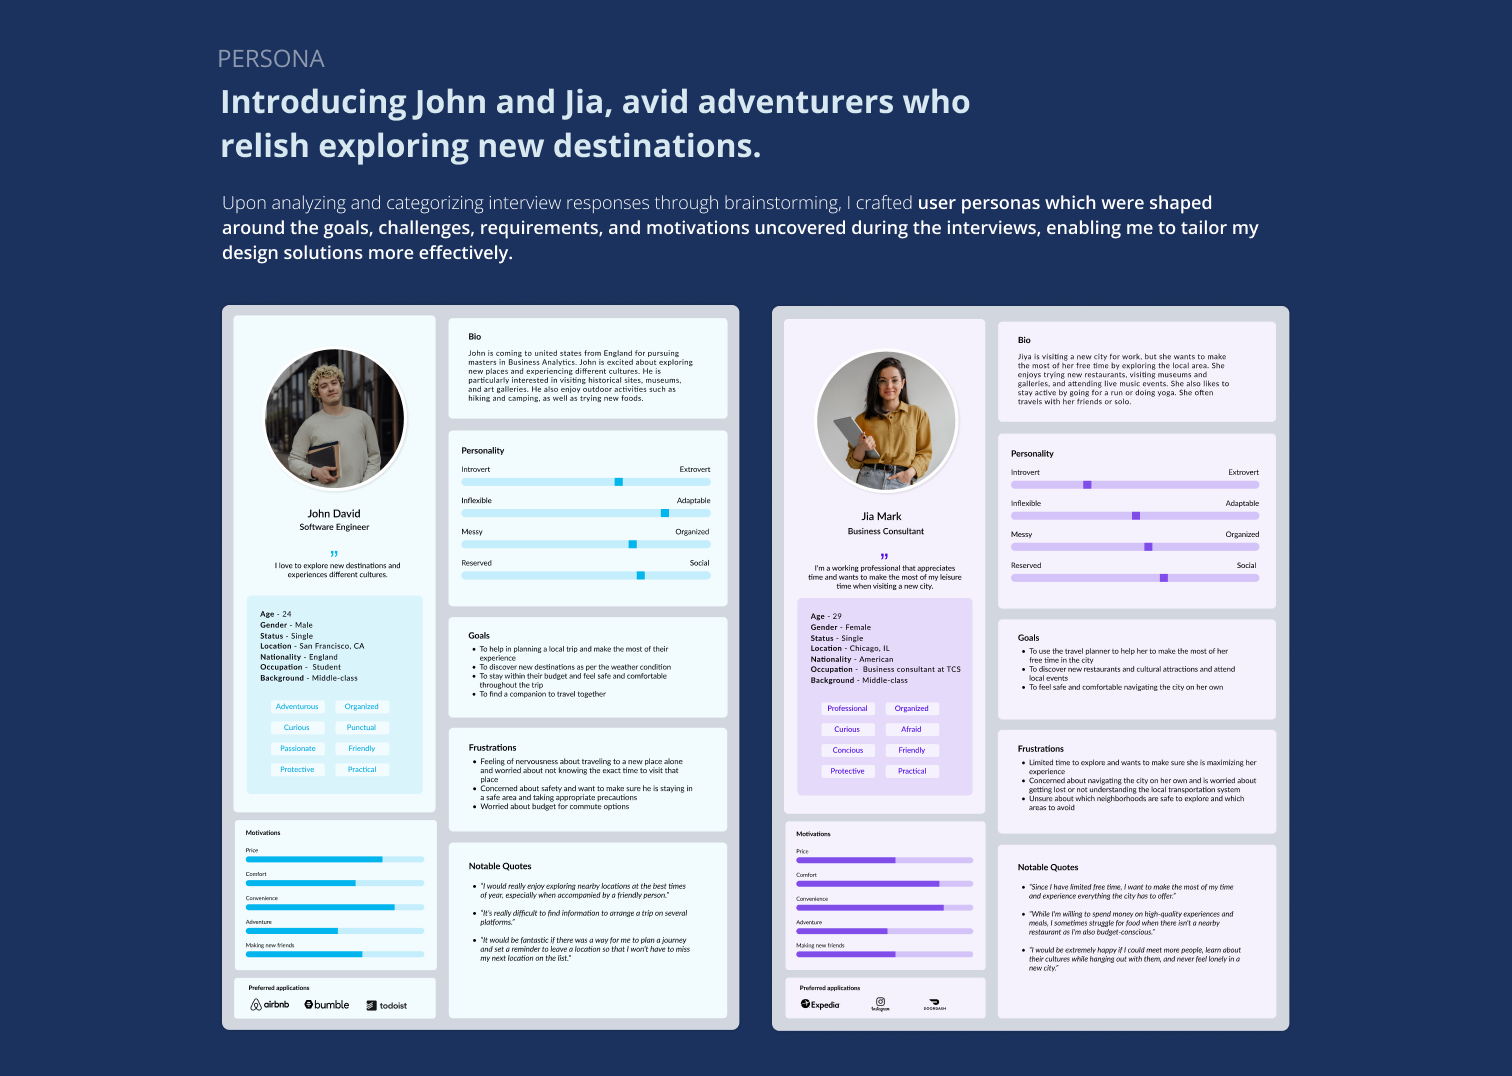 PERSONA
Introducing John and Jia, avid adventurers who
relish exploring new destinations.
Upon analyzing and categorizing interview responses through brainstorming, I crafted user personas which were shaped
around the goals, challenges, requirements, and motivations uncovered during the interviews, enabling me to tailor my
design solutions more effectively.
John David
Software Engineer
”
I love to explore new destinations and
experiences different cultures.
Age - 24
Gender - Male
Status - Single
Location - San Francisco, CA
Nationality - England
Occupation - Student
Background - Middle-class
Adventurous Organized
Curious Punctual
Passionate Friendly
Protective Practical
Motivations
Price
Comfort
Convenience
Adventure
Making new friends
Preferred applications
airbnb bumble todoist
Bio
John is coming to united states from England for pursuing
masters in Business Analytics. John is excited about exploring
new places and experiencing different cultures. He is
particularly interested in visiting historical sites, museums,
and art galleries. He also enjoy outdoor activities such as
hiking and camping, as well as trying new foods.
Personality
Introvert Extrovert
Inflexible Adaptable
Messy Organized
Reserved Social
Goals
• To help in planning a local trip and make the most of their
experience
• To discover new destinations as per the weather condition
• To stay within their budget and feel safe and comfortable
throughout the trip
• To find a companion to travel together
Frustrations
• Feeling of nervousness about traveling to a new place alone
and worried about not knowing the exact time to visit that
place
• Concerned about safety and want to make sure he is staying in
a safe area and taking appropriate precautions
• Worried about budget for commute options
Notable Quotes
• "I would really enjoy exploring nearby locations at the best times
of year, especially when accompanied by a friendly person."
• "It's really difficult to find information to arrange a trip on several
platforms."
• "It would be fantastic if there was a way for me to plan a journey
and set a reminder to leave a location so that I won't have to miss
my next location on the list."
Jia Mark
Business Consultant
”
I'm a working professional that appreciates
time and wants to make the most of my leisure
time when visiting a new city.
Age - 29
Gender - Female
Status - Single
Location - Chicago, IL
Nationality - American
Occupation - Business consultant at TCS
Background - Middle-class
Professional Organized
Curious Afraid
Concious Friendly
Protective Practical
Motivations
Price
Comfort
Convenience
Adventure
Making new friends
Preferred applications
Expedia Instagram DOORDASH
Bio
Jiya is visiting a new city for work, but she wants to make
the most of her free time by exploring the local area. She
enjoys trying new restaurants, visiting museums and
galleries, and attending live music events. She also likes to
stay active by going for a run or doing yoga. She often
travels with her friends or solo.
Personality
Introvert Extrovert
Inflexible Adaptable
Messy Organized
Reserved Social
Goals
• To use the travel planner to help her to make the most of her
free time in the city
• To discover new restaurants and cultural attractions and attend
local events
• To feel safe and comfortable navigating the city on her own
Frustrations
• Limited time to explore and wants to make sure she is maximizing her
experience
• Concerned about navigating the city on her own and is worried about
getting lost or not understanding the local transportation system
• Unsure about which neighborhoods are safe to explore and which
areas to avoid
Notable Quotes
• "Since I have limited free time, I want to make the most of my time
and experience everything the city has to offer."
• "While I'm willing to spend money on high-quality experiences and
meals, I sometimes struggle for food when there isn't a nearby
restaurant as I'm also budget-conscious."
• "I would be extremely happy if I could meet more people, learn about
their cultures while hanging out with them, and never feel lonely in a
new city."